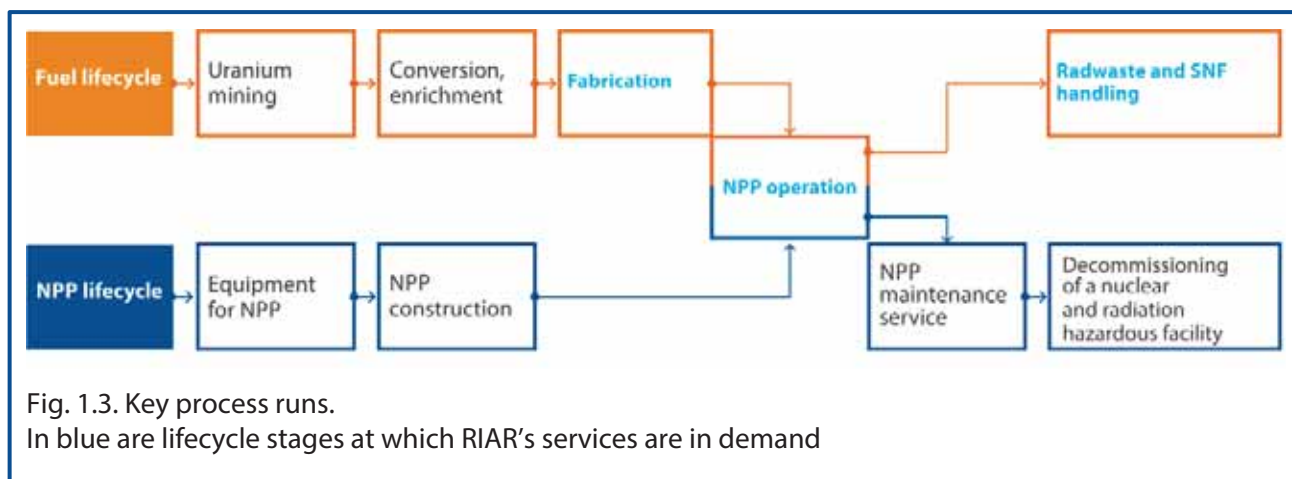 Fuel lifecycle
Uranium
mining
Conversion,
enrichment
Fabrication
Radwaste and SNF
handling
NPP operation
NPP lifecycle
Equipment
for NPP
NPP
construction
NPP
maintenance
service
Decommissioning
of a nuclear
and radiation
hazardous facility
Fig. 1.3. Key process runs.
In blue are lifecycle stages at which RIAR’s services are in demand